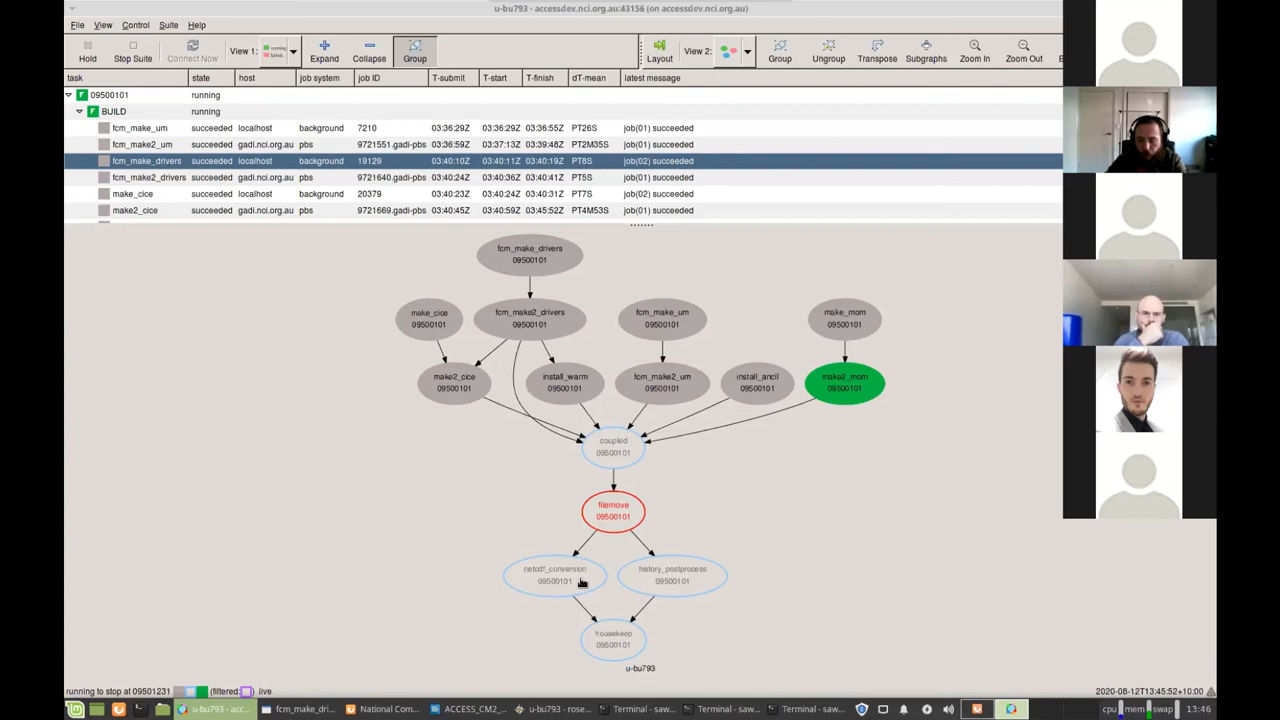 u-bu793 - accessdev.nci.org.au:43156 (on accessdev.nci.org.au)
File View Control Suite Help
Hold Stop Suite Connect Now View 1: running failed Expand Collapse Group Layout View 2: Group Ungroup Transpose Subgraphs Zoom In Zoom Out
task state host job system job ID T-submit T-start T-finish dT-mean latest message
F 09500101 running
F BUILD running
fcm_make_um succeeded localhost background 7210 03:36:29Z 03:36:29Z 03:36:55Z PT26S job(01) succeeded
fcm_make2_um succeeded gadi.nci.org.au pbs 9721551.gadi-pbs 03:36:59Z 03:37:13Z 03:39:48Z PT2M35S job(01) succeeded
fcm_make_drivers succeeded localhost background 19129 03:40:10Z 03:40:11Z 03:40:19Z PT8S job(02) succeeded
fcm_make2_drivers succeeded gadi.nci.org.au pbs 9721640.gadi-pbs 03:40:24Z 03:40:36Z 03:40:41Z PT5S job(01) succeeded
make_cice succeeded localhost background 20379 03:40:23Z 03:40:24Z 03:40:31Z PT7S job(02) succeeded
make2_cice succeeded gadi.nci.org.au pbs 9721669.gadi-pbs 03:40:45Z 03:40:59Z 03:45:52Z PT4M53S job(01) succeeded
fcm_make_drivers
09500101
make_cice fcm_make2_drivers fcm_make_um make_mom
09500101 09500101 09500101 09500101
make2_cice install_warm fcm_make2_um install_ancil make2_mom
09500101 09500101 09500101 09500101 09500101
coupled
09500101
filemove
09500101
netcdf_conversion history_postprocess
09500101 09500101
housekeep
09500101
u-bu793
running to stop at 09501231 (filtered: ) live 2020-08-12T13:45:52+10:00
u-bu793 - acc... fcm_make_dri... National Com... ACCESS_CM2_... u-bu793 - rose... Terminal - saw... Terminal - saw... Terminal - saw... cpu mem swap 13:46